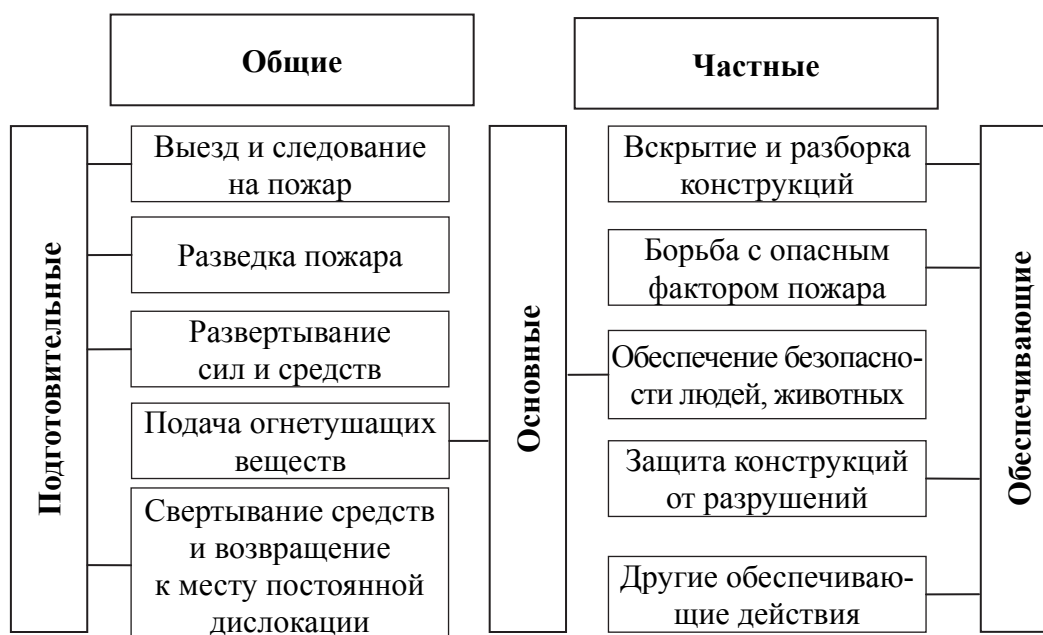 Общие
Частные
Подготовительные
Выезд и следование
на пожар
Разведка пожара
Развертывание
сил и средств
Подача огнетушащих
веществ
Свертывание средств
и возвращение
к месту постоянной
дислокации
Основные
Вскрытие и разборка
конструкций
Борьба с опасным
фактором пожара
Обеспечение безопасно-
сти людей, животных
Защита конструкций
от разрушений
Другие обеспечиваю-
щие действия
Обеспечивающие